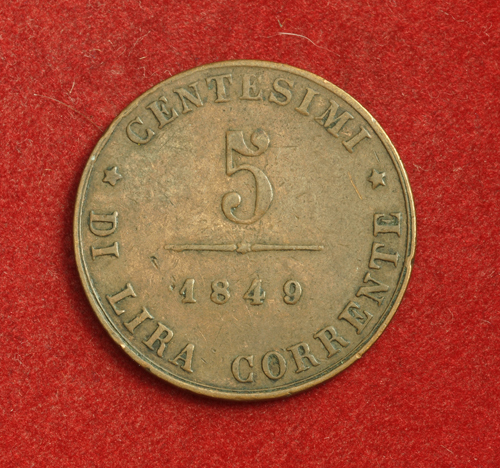 CENTESIMI
5
1849
DI LIRA CORRENTE